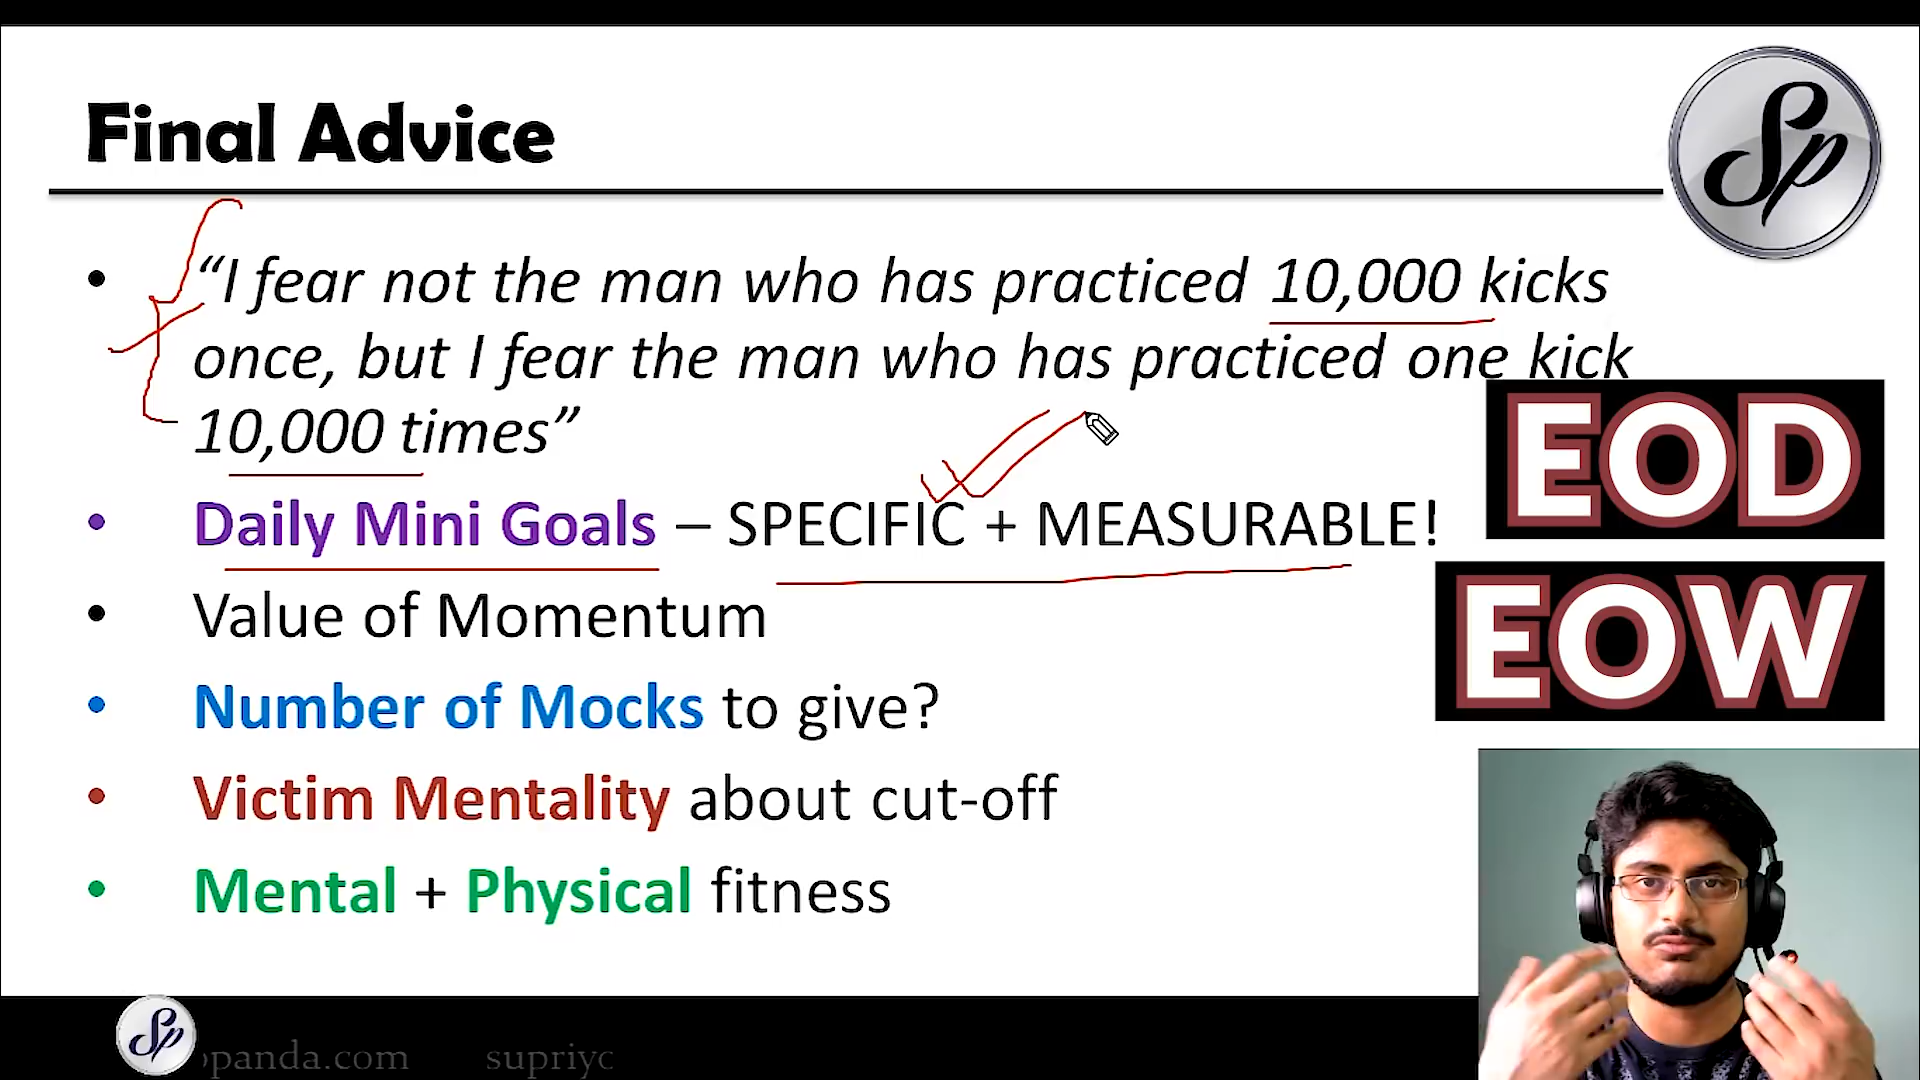 Final Advice
Sp
• “I fear not the man who has practiced 10,000 kicks
once, but I fear the man who has practiced one kick
10,000 times”
• Daily Mini Goals – SPECIFIC + MEASURABLE!
• Value of Momentum
• Number of Mocks to give?
• Victim Mentality about cut-off
• Mental + Physical fitness
EOD
EOW
Sp
panda.com supriyo